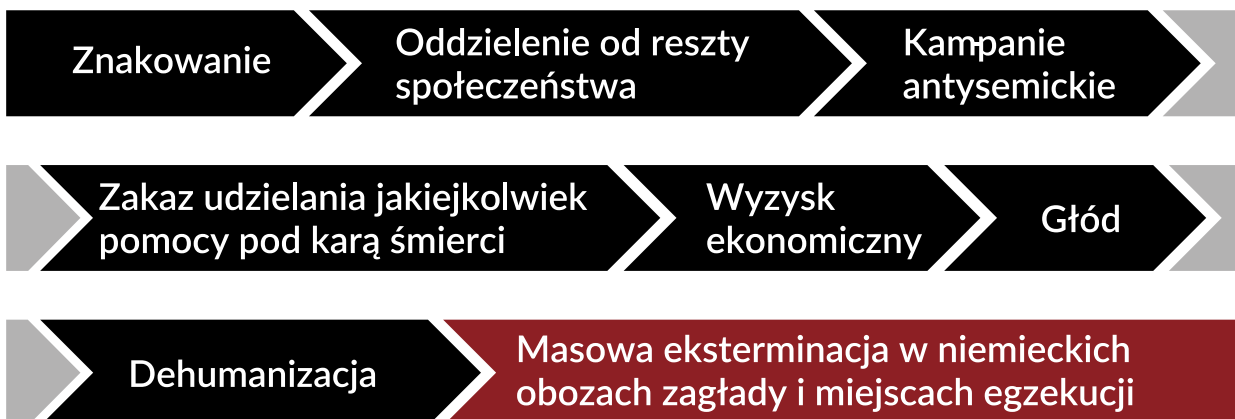 Znakowanie
Oddzielenie od reszty
społeczeństwa
Kampanie
antysemickie
Zakaz udzielania jakiejkolwiek
pomocy pod karą śmierci
Wyzysk
ekonomiczny
Głód
Dehumanizacja
Masowa eksterminacja w niemieckich
obozach zagłady i miejscach egzekucji